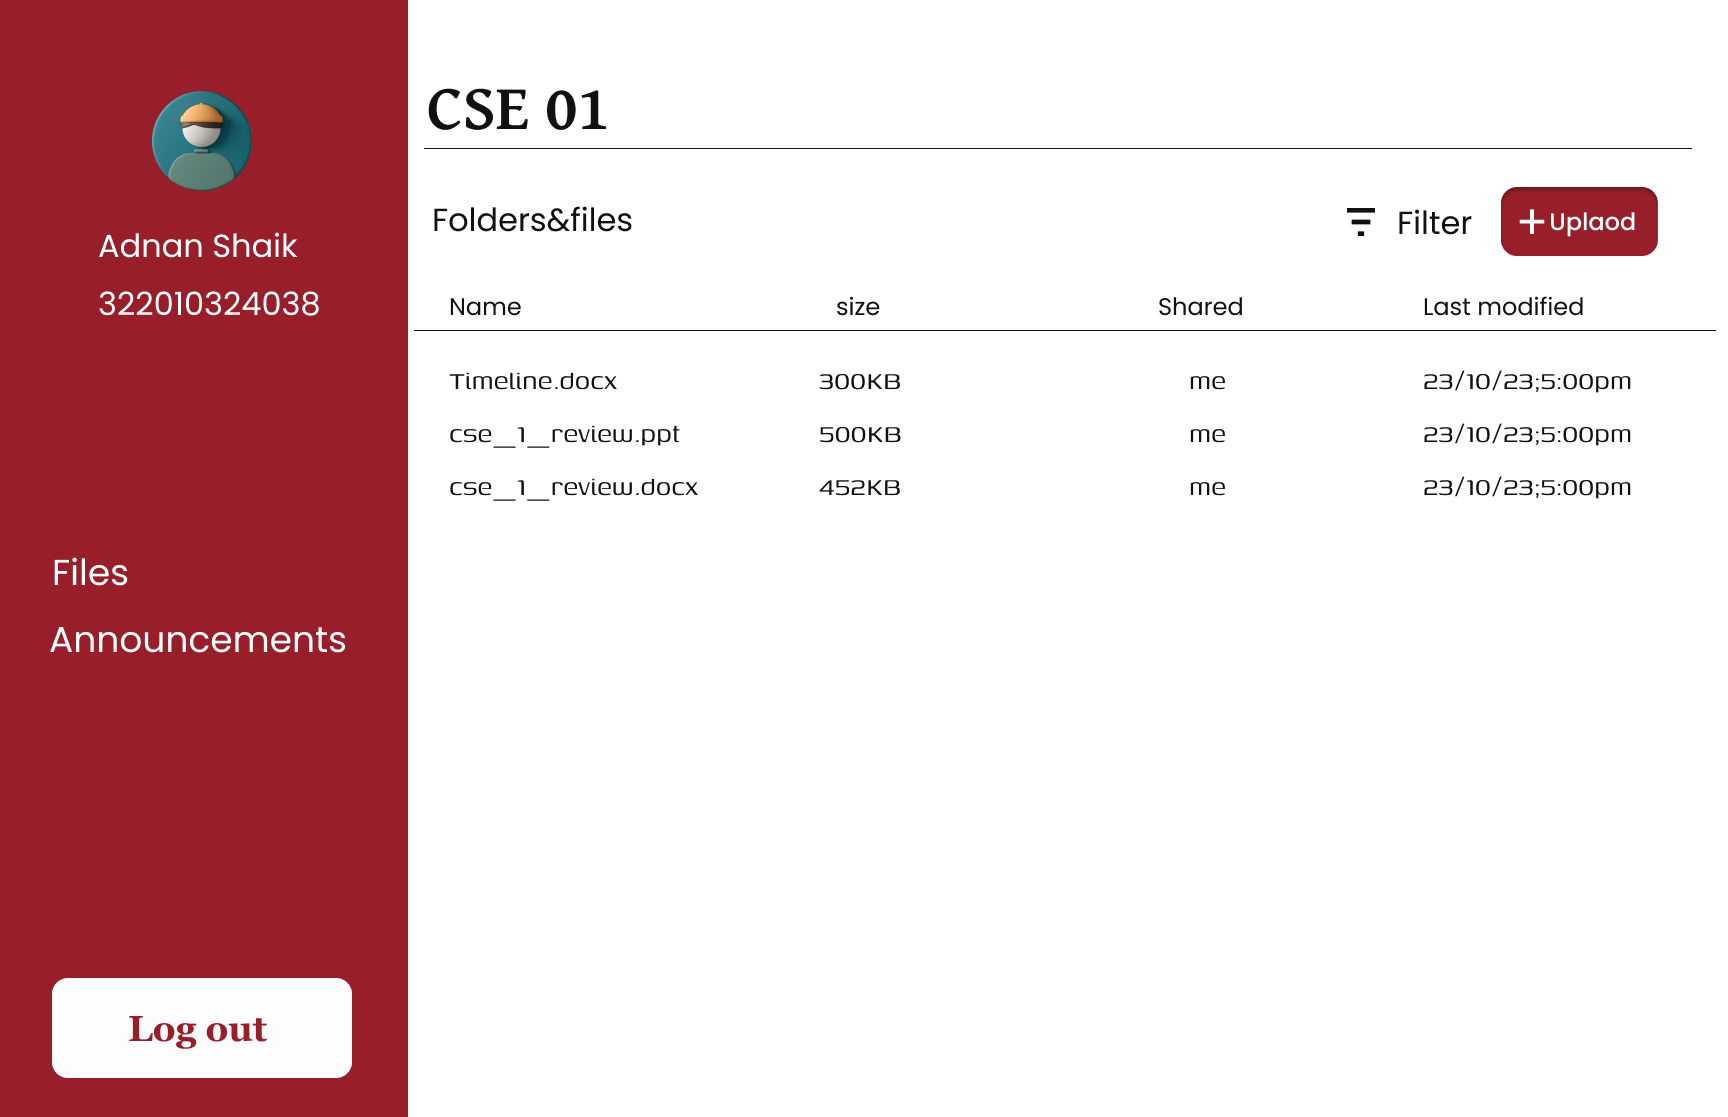 Adnan Shaik
322010324038
Files
Announcements
Log out
CSE 01
Folders&files
Filter
Uplaod
Name size Shared Last modified
Timeline.docx 300KB me 23/10/23;5:00pm
cse_1_review.ppt 500KB me 23/10/23;5:00pm
cse_1_review.docx 452KB me 23/10/23;5:00pm